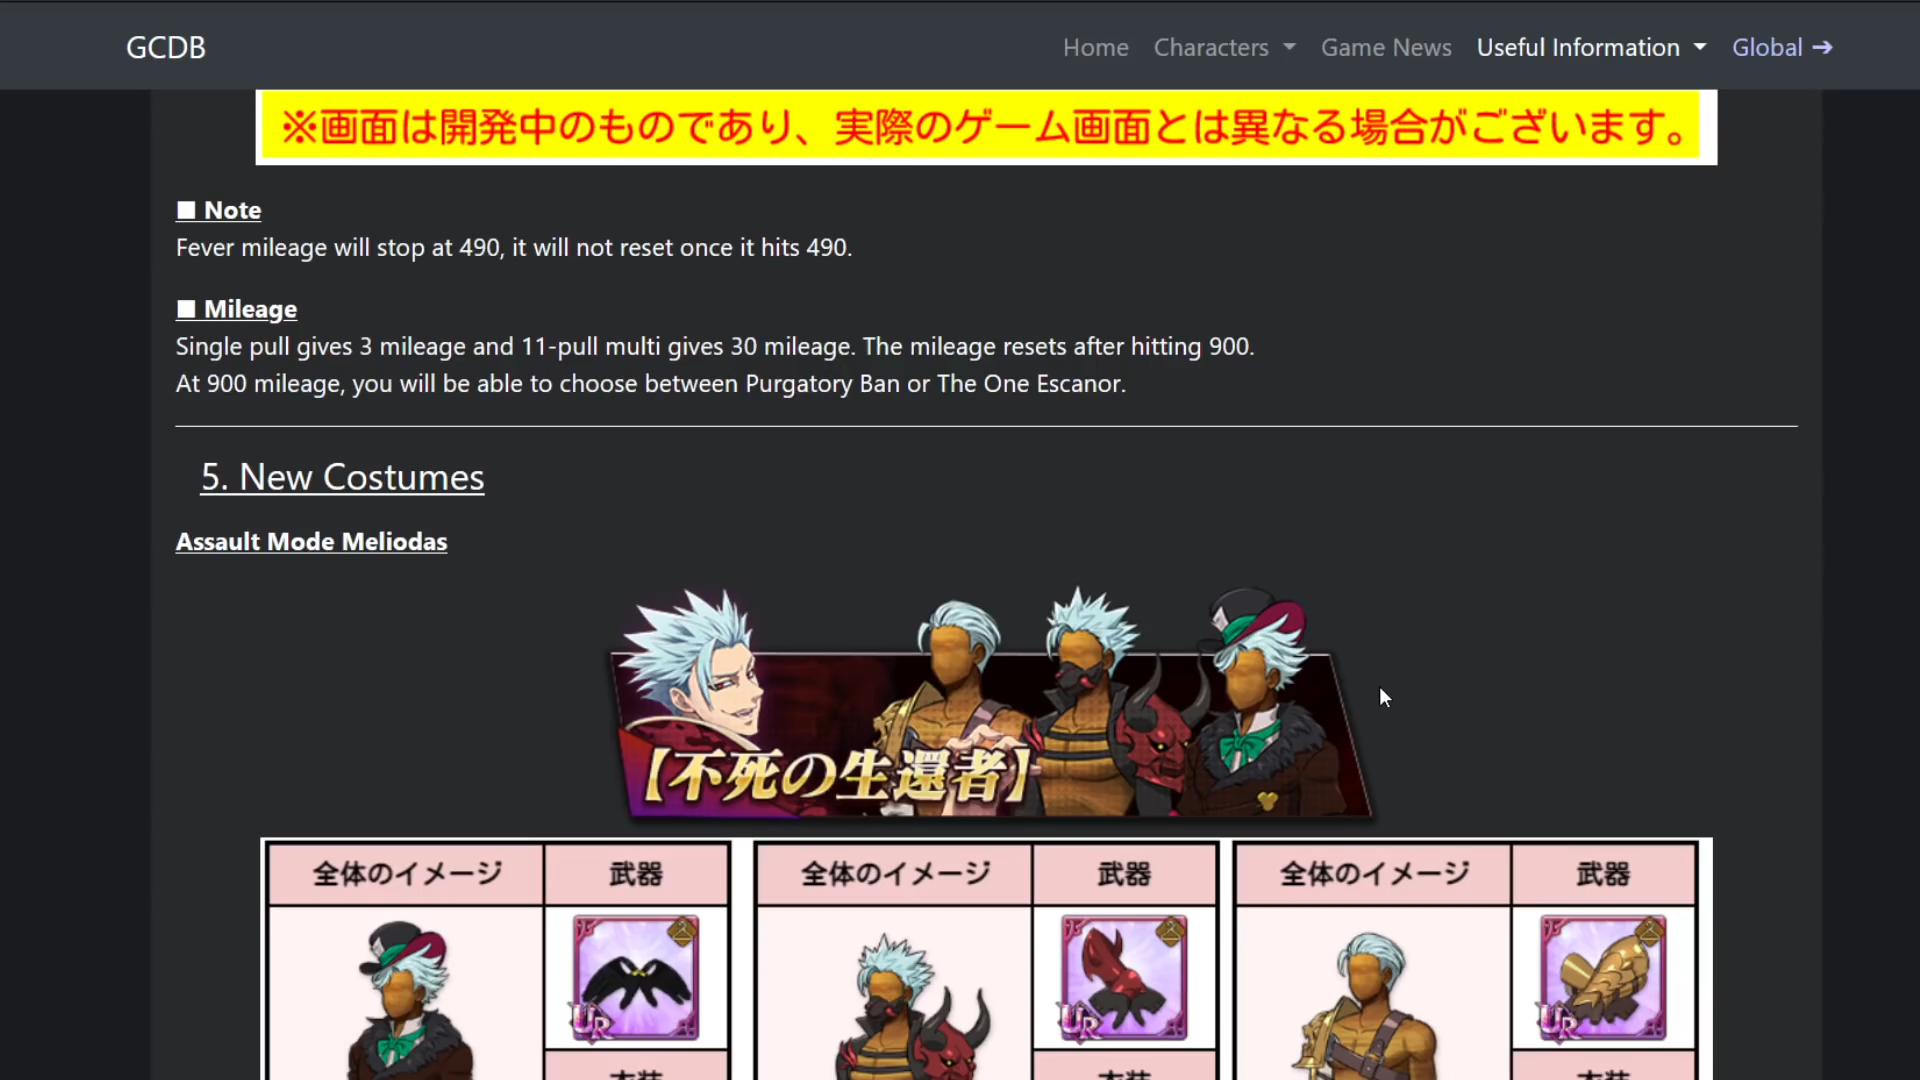 GCDB
Home Characters Game News Useful Information Global →
※画面は開発中のものであり、実際のゲーム画面とは異なる場合がございます。
■ Note
Fever mileage will stop at 490, it will not reset once it hits 490.
■ Mileage
Single pull gives 3 mileage and 11-pull multi gives 30 mileage. The mileage resets after hitting 900.
At 900 mileage, you will be able to choose between Purgatory Ban or The One Escanor.
5. New Costumes
Assault Mode Meliodas
【不死の生還者】
全体のイメージ 武器 全体のイメージ 武器 全体のイメージ 武器
UR UR UR